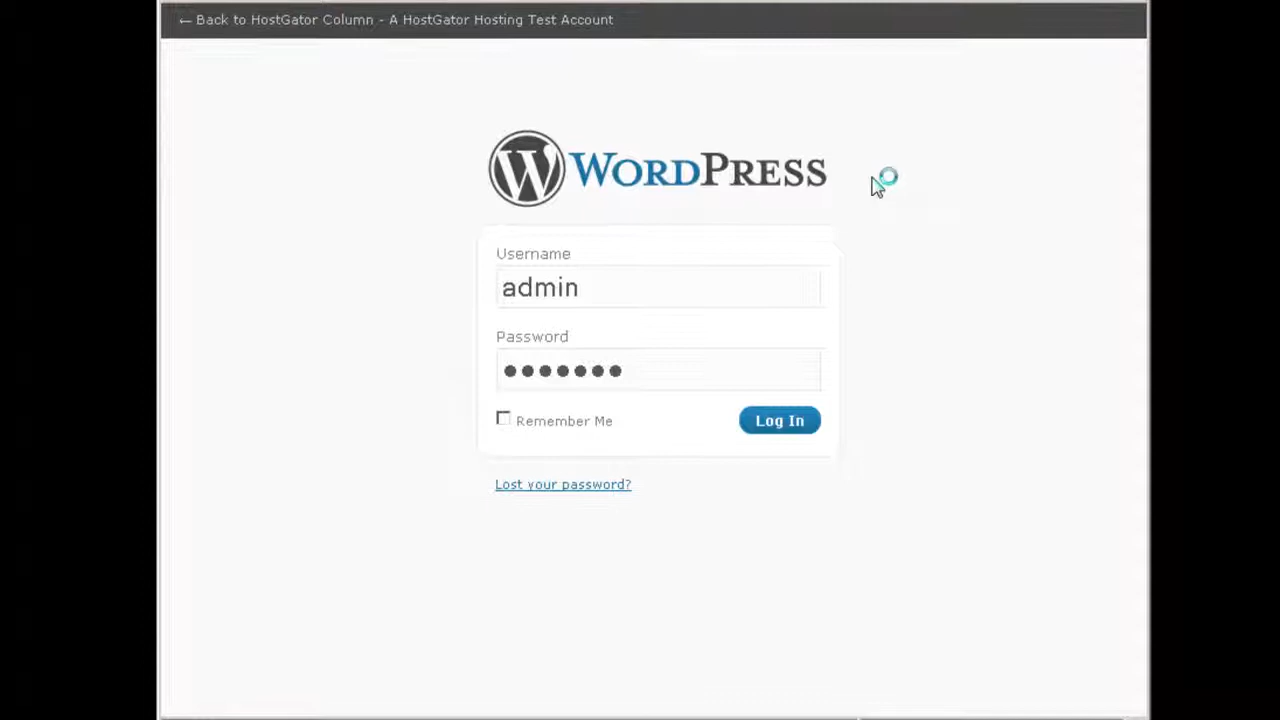 ← Back to HostGator Column - A HostGator Hosting Test Account
WORDPRESS
Username
admin
Password
●●●●●●●
Remember Me
Log In
Lost your password?